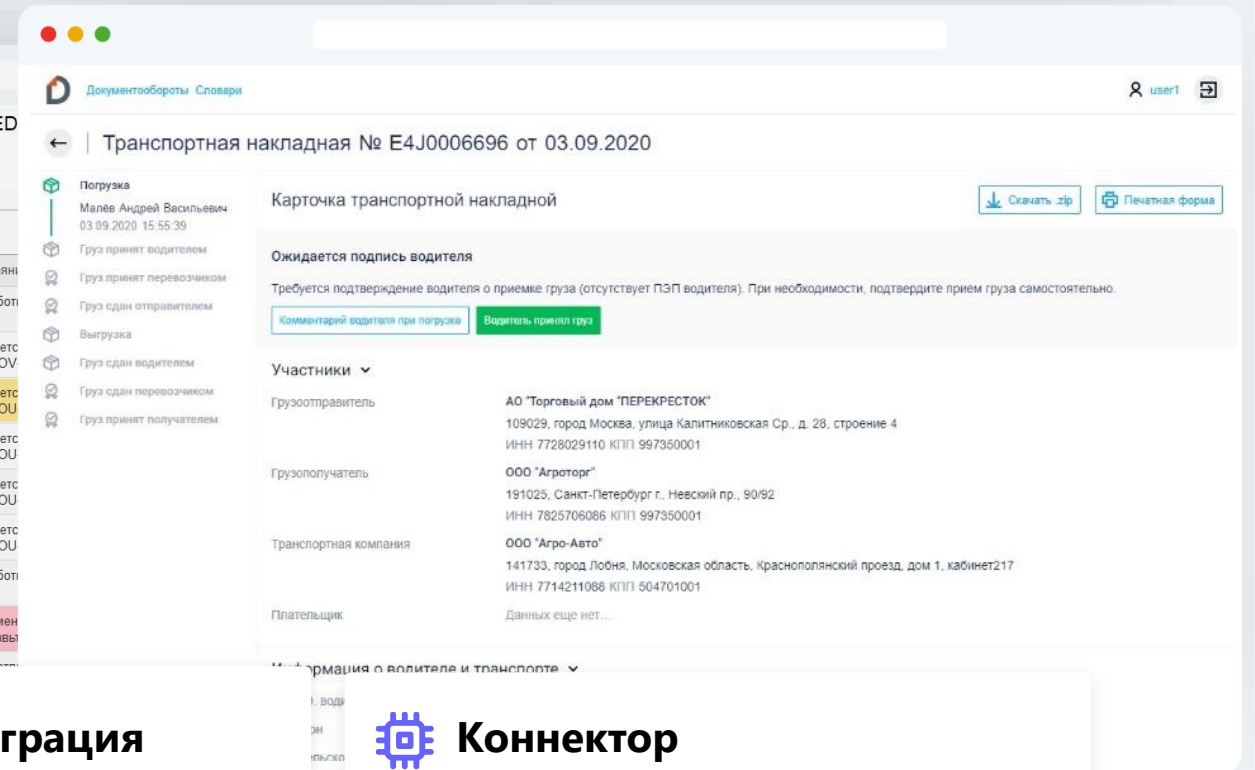 Документообороты Словари
user1
ED
Транспортная накладная № E4J0006696 от 03.09.2020
Погрузка
Малёв Андрей Васильевич
03.09.2020 15:55:39
Груз принят водителем
Груз принят перевозчиком
Груз сдан отправителем
Выгрузка
Груз сдан водителем
Груз сдан перевозчиком
Груз принят получателем
Карточка транспортной накладной
Скачать .zip
Печатная форма
Ожидается подпись водителя
Требуется подтверждение водителя о приемке груза (отсутствует ПЭП водителя). При необходимости, подтвердите прием груза самостоятельно.
Комментарий водителя при погрузке
Водитель принял груз
Участники
Грузоотправитель
АО "Торговый дом "ПЕРЕКРЕСТОК"
109029, город Москва, улица Калитниковская Ср., д. 28, строение 4
ИНН 7728029110 КПП 997350001
Грузополучатель
ООО "Агроторг"
191025, Санкт-Петербург г., Невский пр., 90/92
ИНН 7825706086 КПП 997350001
Транспортная компания
ООО "Агро-Авто"
141733, город Лобня, Московская область, Краснополянский проезд, дом 1, кабинет217
ИНН 7714211088 КПП 504701001
Плательщик
Данных еще нет...
Информация о водителе и транспорте
грация
Коннектор